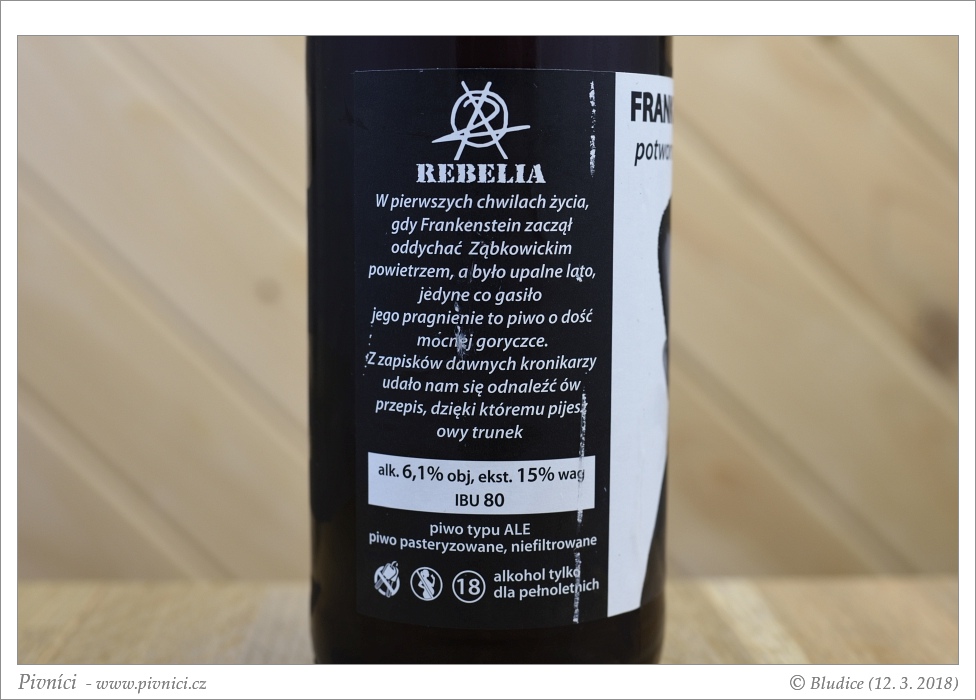 REBELIA
W pierwszych chwilach życia,
gdy Frankenstein zaczął
oddychać Ząbkowickim
powietrzem, a było upalne lato,
jedyne co gasiło
jego pragnienie to piwo o dość
mocnej goryczce.
Z zapisków dawnych kronikarzy
udało nam się odnaleźć ów
przepis, dzięki któremu pijesz
owy trunek
alk. 6,1% obj, ekst. 15% wag
IBU 80
piwo typu ALE
piwo pasteryzowane, niefiltrowane
18
alkohol tylko
dla pełnoletnich
FRAN
potwo
Pivníci - www.pivnici.cz
© Bludice (12. 3. 2018)